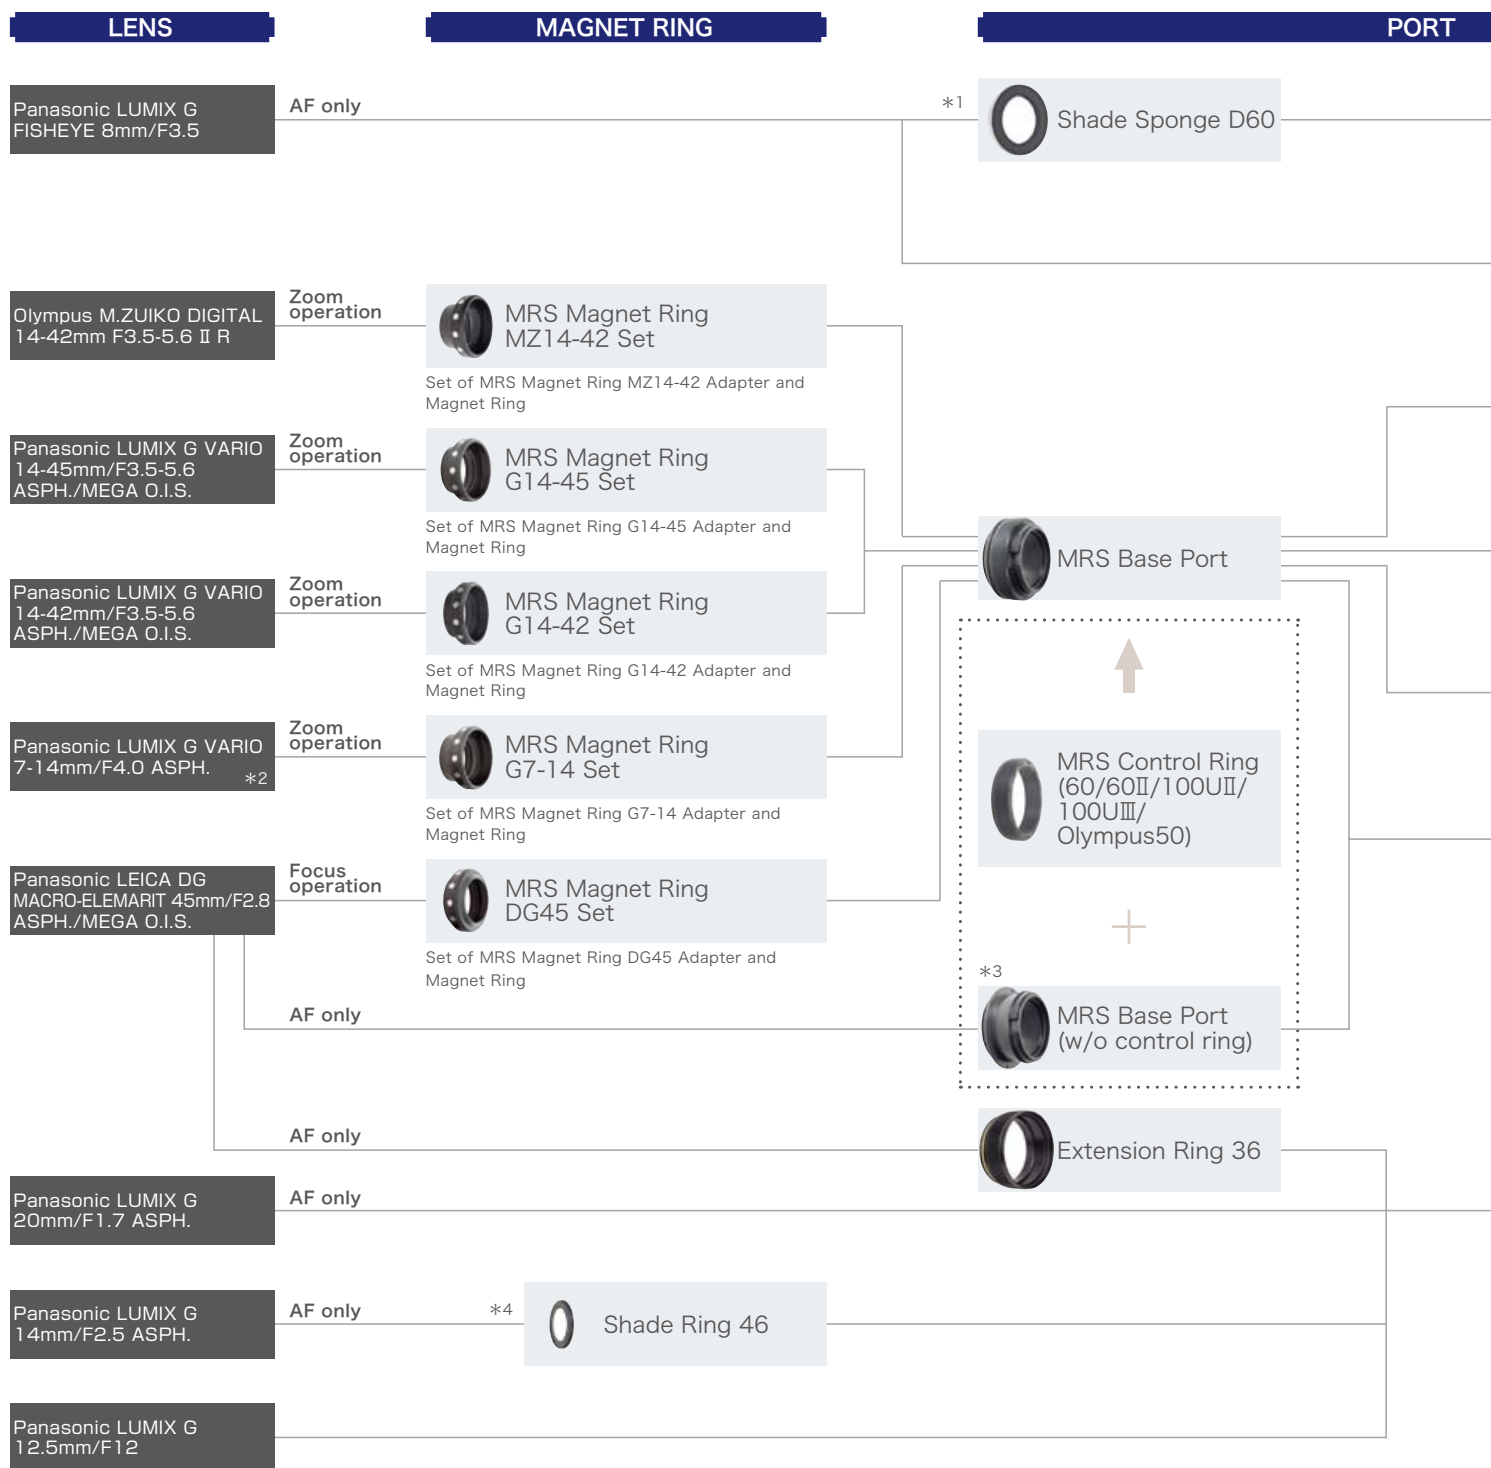 LENS
MAGNET RING
PORT
Panasonic LUMIX G
FISHEYE 8mm/F3.5
AF only
*1
Shade Sponge D60
Olympus M.ZUIKO DIGITAL
14-42mm F3.5-5.6 Ⅱ R
Zoom
operation
MRS Magnet Ring
MZ14-42 Set
Set of MRS Magnet Ring MZ14-42 Adapter and
Magnet Ring
Panasonic LUMIX G VARIO
14-45mm/F3.5-5.6
ASPH./MEGA O.I.S.
Zoom
operation
MRS Magnet Ring
G14-45 Set
Set of MRS Magnet Ring G14-45 Adapter and
Magnet Ring
MRS Base Port
Panasonic LUMIX G VARIO
14-42mm/F3.5-5.6
ASPH./MEGA O.I.S.
Zoom
operation
MRS Magnet Ring
G14-42 Set
Set of MRS Magnet Ring G14-42 Adapter and
Magnet Ring
Panasonic LUMIX G VARIO
7-14mm/F4.0 ASPH.
*2
Zoom
operation
MRS Magnet Ring
G7-14 Set
Set of MRS Magnet Ring G7-14 Adapter and
Magnet Ring
MRS Control Ring
(60/60Ⅱ/100UⅡ/
100UⅢ/
Olympus50)
Panasonic LEICA DG
MACRO-ELEMARIT 45mm/F2.8
ASPH./MEGA O.I.S.
Focus
operation
MRS Magnet Ring
DG45 Set
Set of MRS Magnet Ring DG45 Adapter and
Magnet Ring
*3
AF only
MRS Base Port
(w/o control ring)
AF only
Extension Ring 36
Panasonic LUMIX G
20mm/F1.7 ASPH.
AF only
Panasonic LUMIX G
14mm/F2.5 ASPH.
AF only
*4
Shade Ring 46
Panasonic LUMIX G
12.5mm/F12